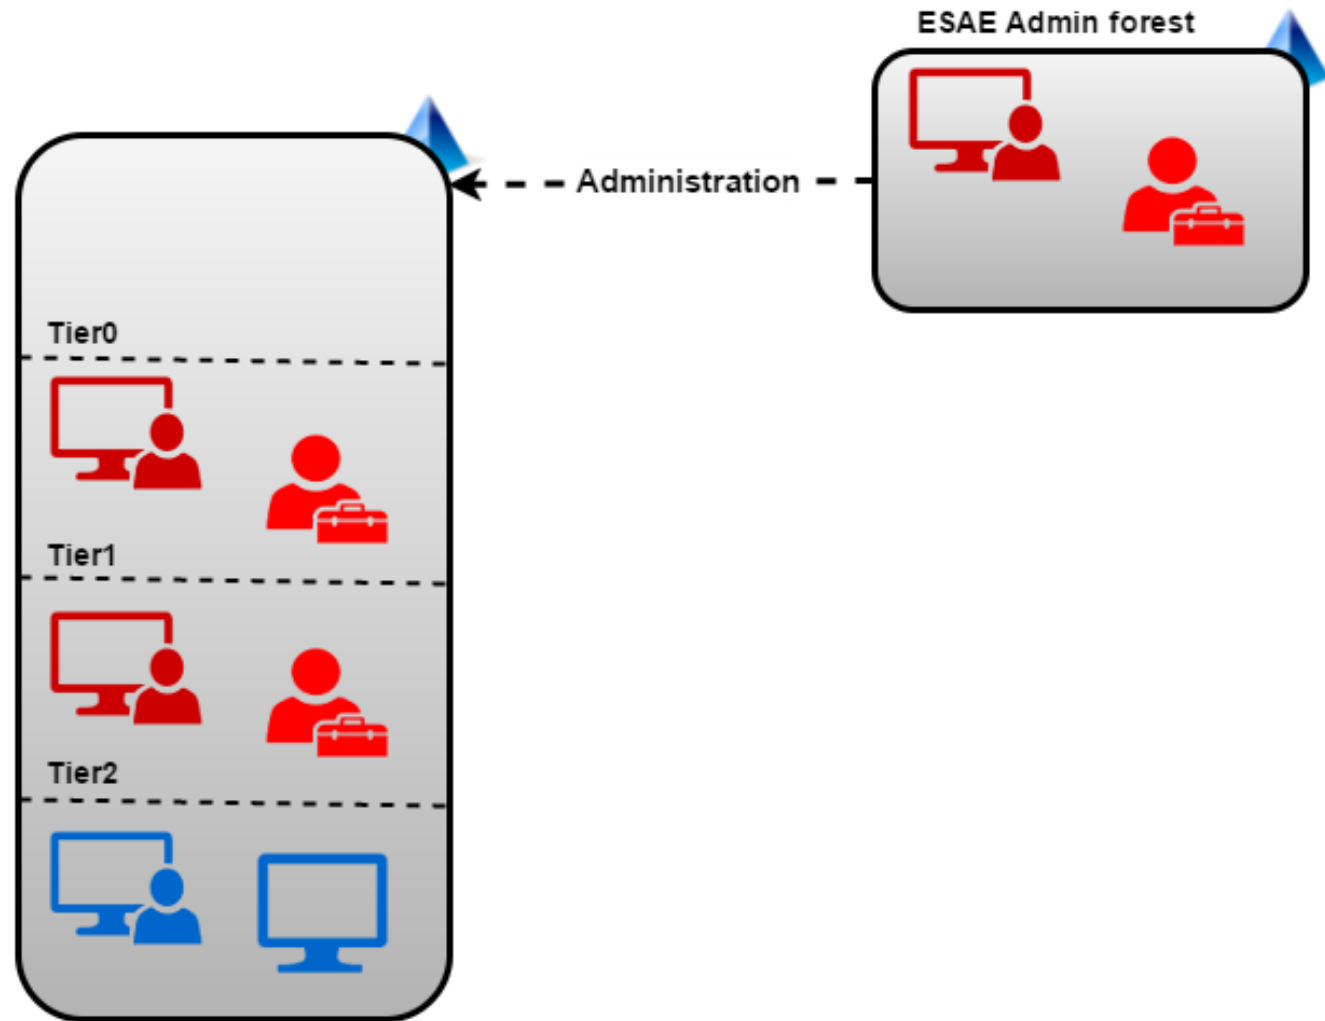 ESAE Admin forest
Administration
Tier0
Tier1
Tier2